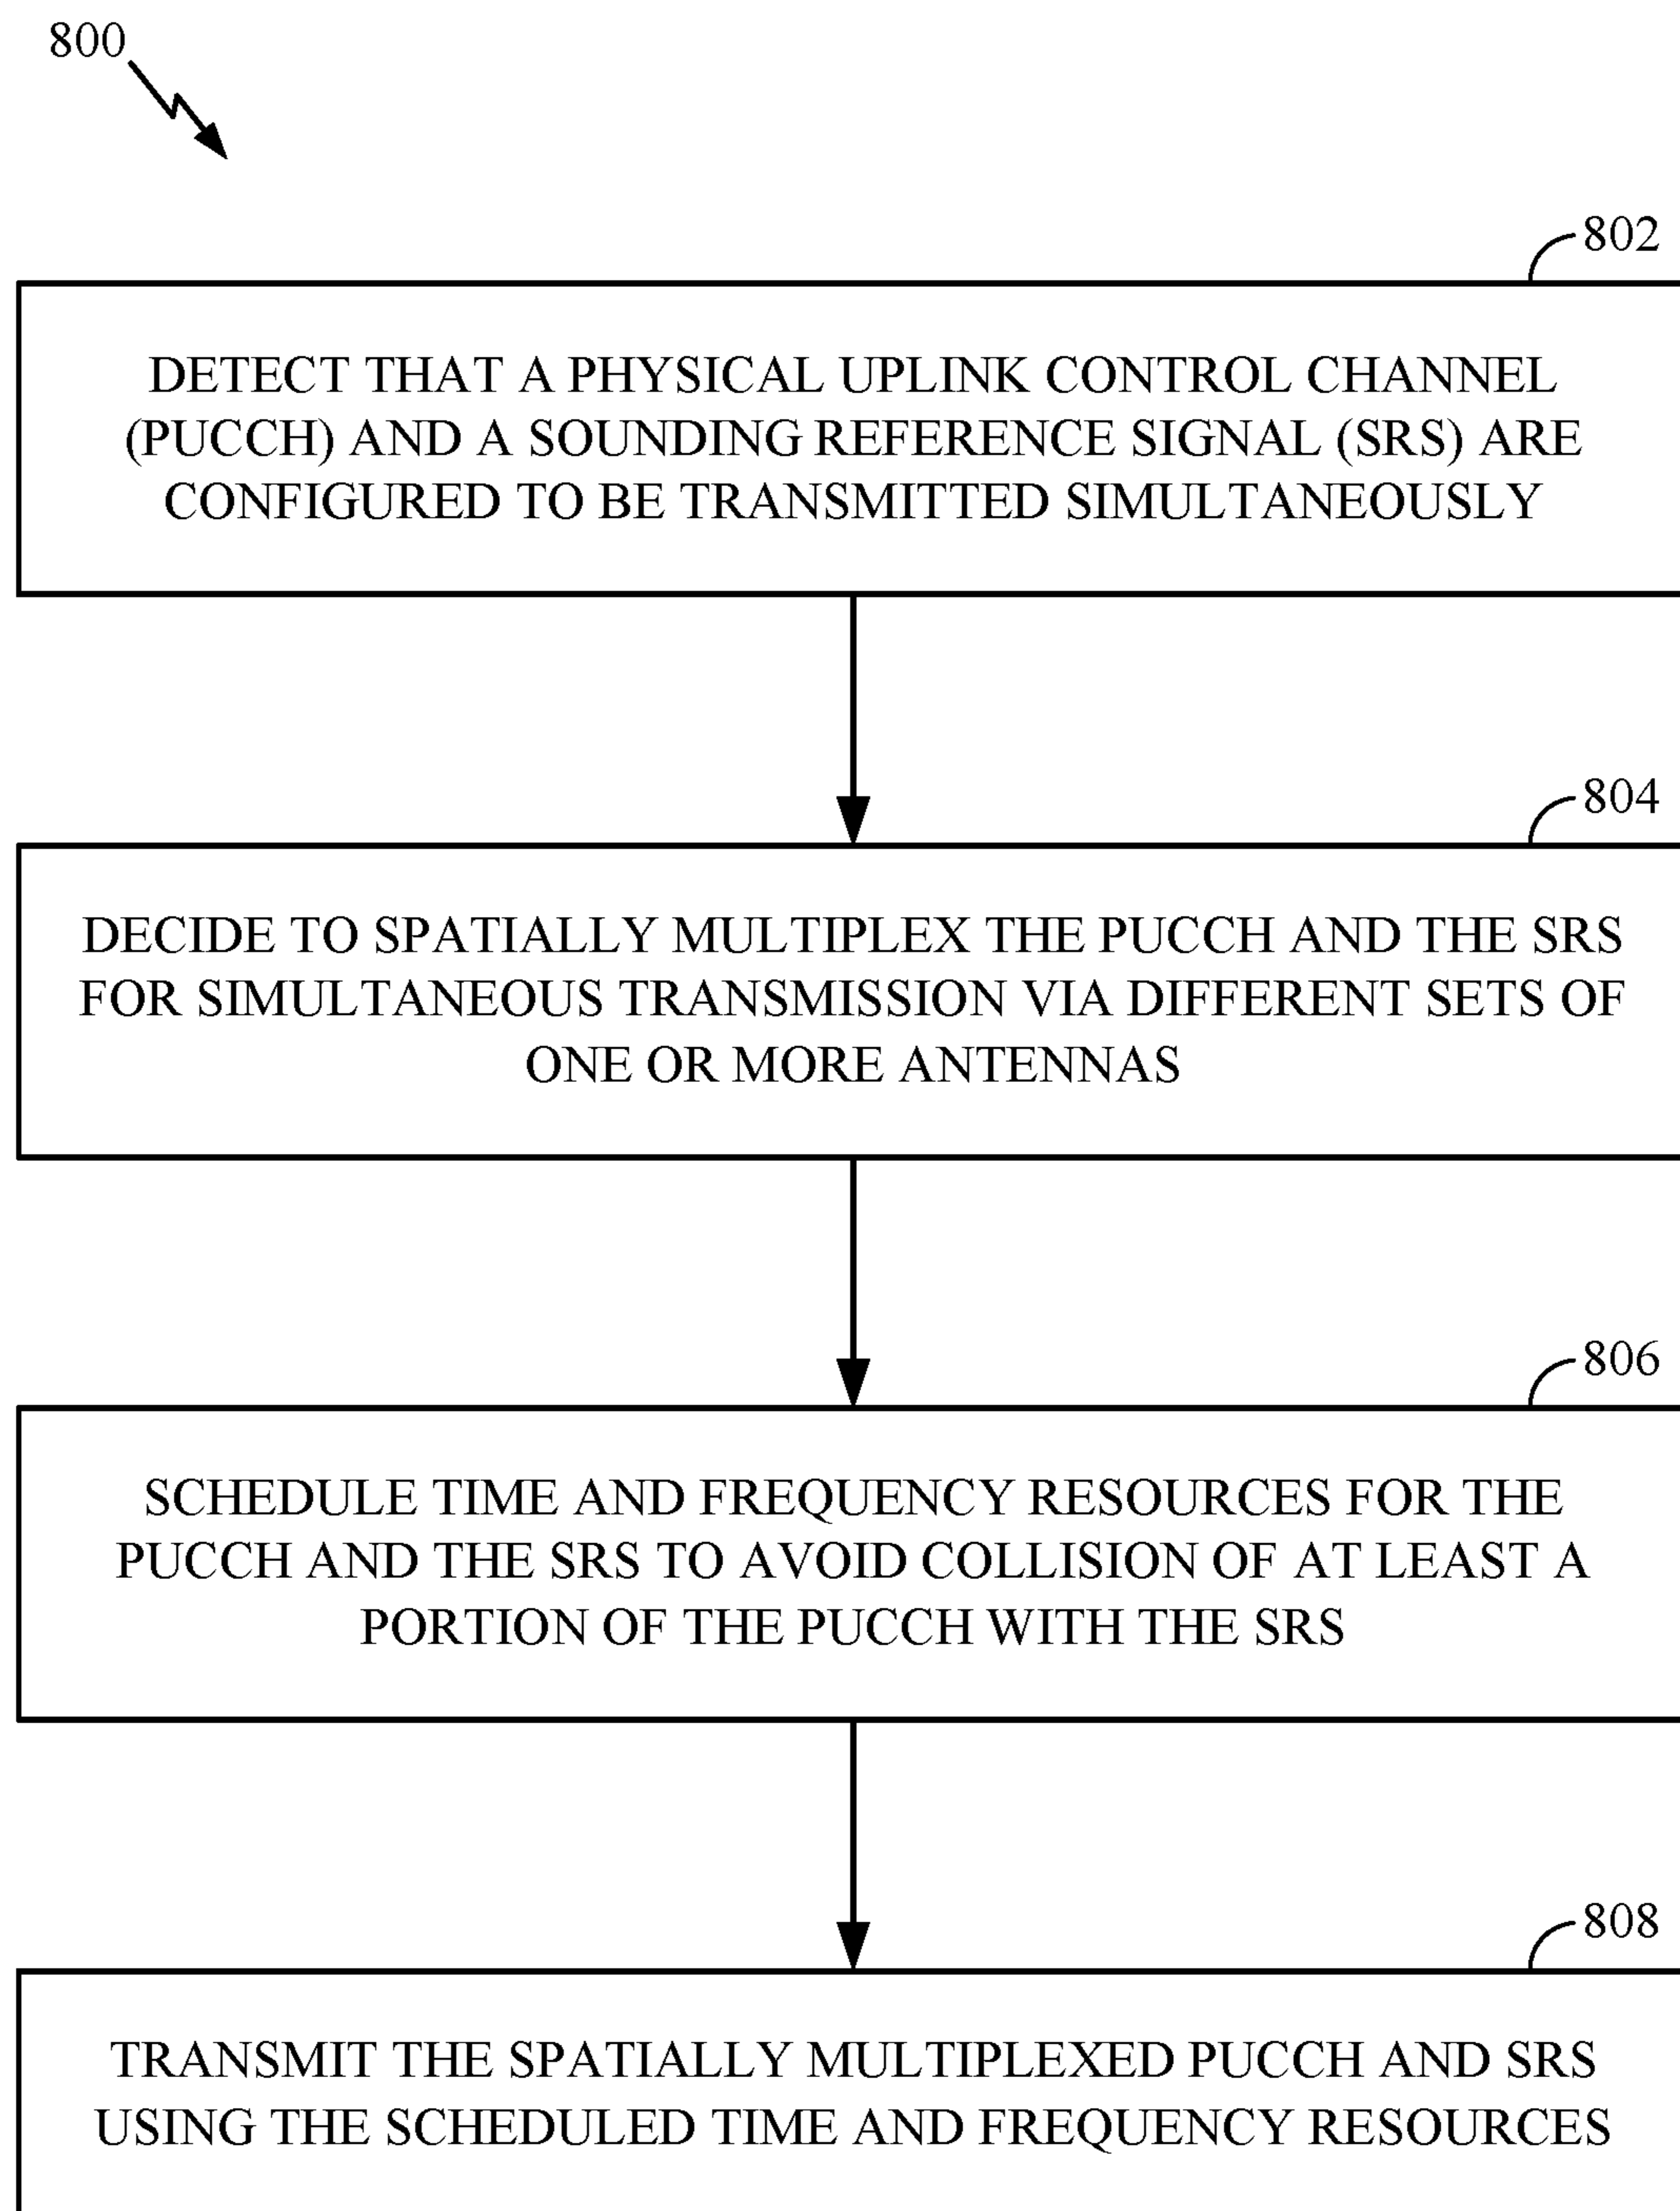 800
802
DETECT THAT A PHYSICAL UPLINK CONTROL CHANNEL
(PUCCH) AND A SOUNDING REFERENCE SIGNAL (SRS) ARE
CONFIGURED TO BE TRANSMITTED SIMULTANEOUSLY
804
DECIDE TO SPATIALLY MULTIPLEX THE PUCCH AND THE SRS
FOR SIMULTANEOUS TRANSMISSION VIA DIFFERENT SETS OF
ONE OR MORE ANTENNAS
806
SCHEDULE TIME AND FREQUENCY RESOURCES FOR THE
PUCCH AND THE SRS TO AVOID COLLISION OF AT LEAST A
PORTION OF THE PUCCH WITH THE SRS
808
TRANSMIT THE SPATIALLY MULTIPLEXED PUCCH AND SRS
USING THE SCHEDULED TIME AND FREQUENCY RESOURCES